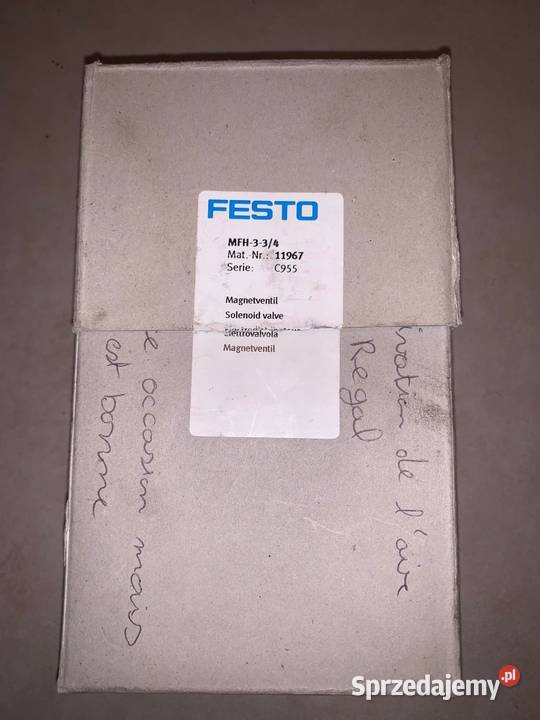 FESTO
MFH-3-3/4
Mat.-Nr.: 11967
Serie: C955
Magnetventil
Solenoid valve
Elettrovalvola
Magnetventil
de l'aire
Regal
occasion mais
est bonne
Sprzedajemy.pl